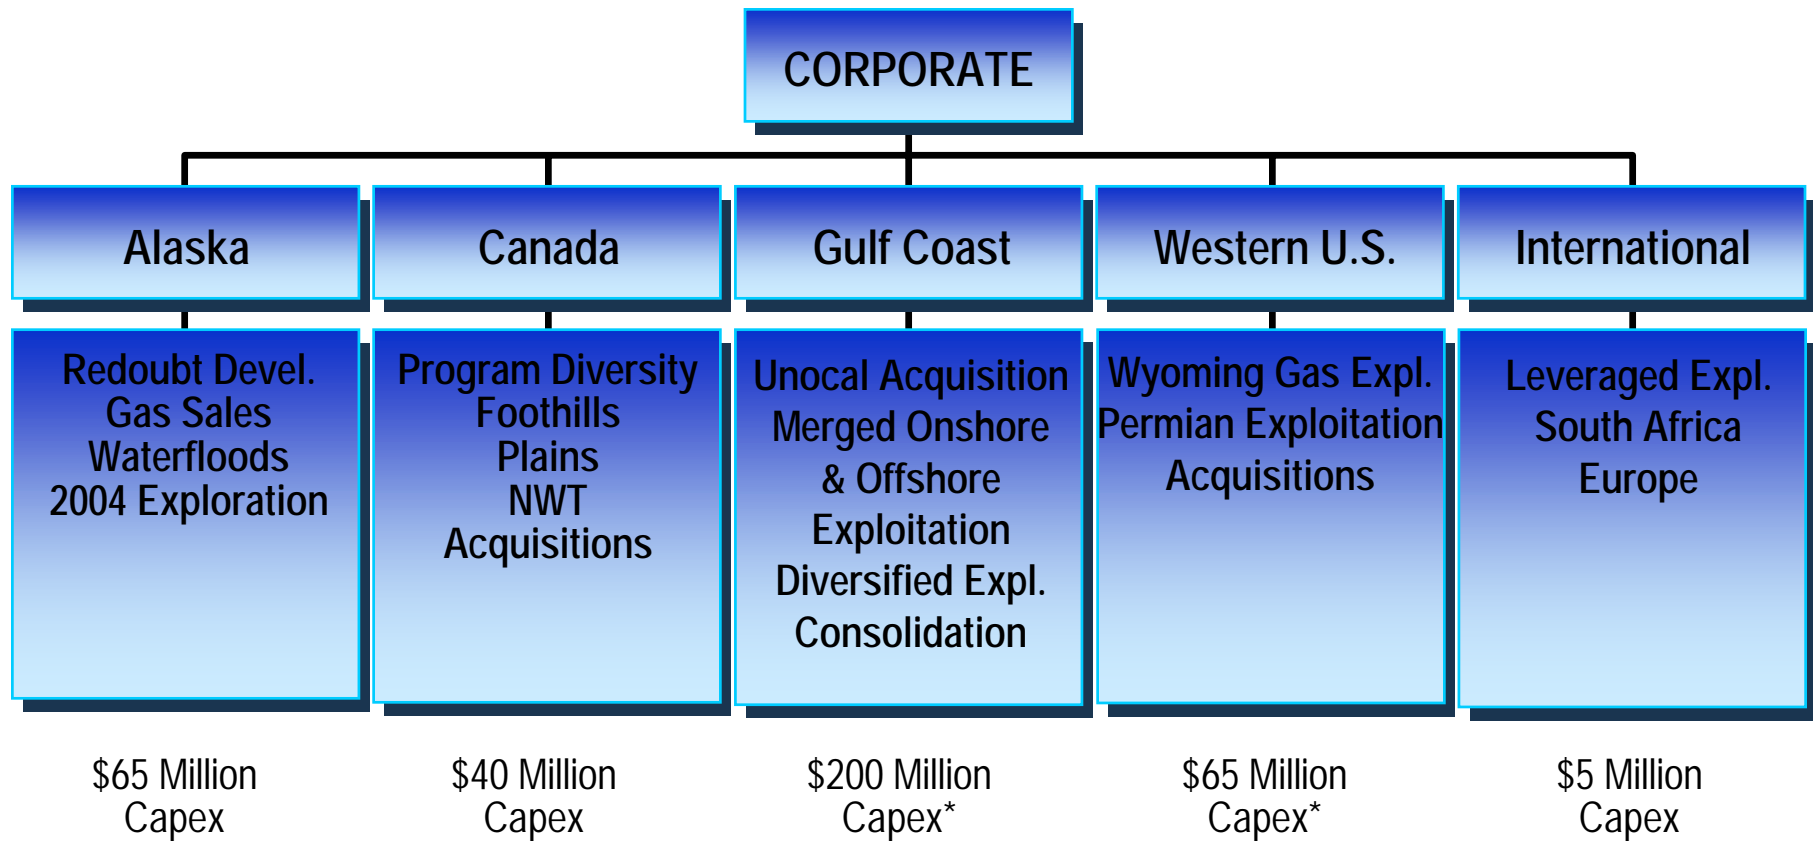 CORPORATE
Alaska
Canada
Gulf Coast
Western U.S.
International
Redoubt Devel.
Gas Sales
Waterfloods
2004 Exploration
Program Diversity
Foothills
Plains
NWT
Acquisitions
Unocal Acquisition
Merged Onshore
& Offshore
Exploitation
Diversified Expl.
Consolidation
Wyoming Gas Expl.
Permian Exploitation
Acquisitions
Leveraged Expl.
South Africa
Europe
$65 Million
Capex
$40 Million
Capex
$200 Million
Capex*
$65 Million
Capex*
$5 Million
Capex